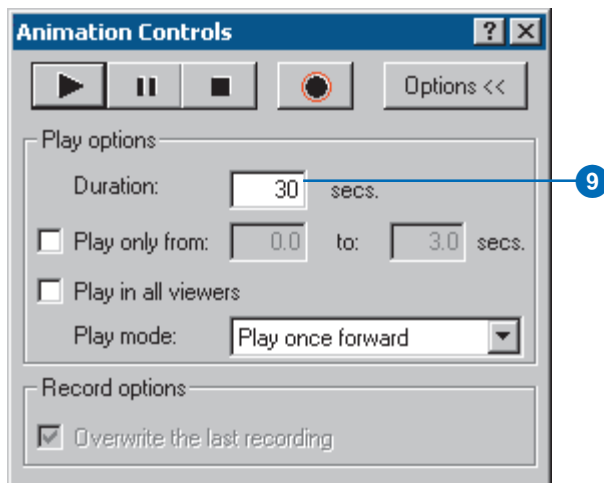 Animation Controls
Options <<
Play options
Duration: 30 secs.
9
Play only from: 0.0 to: 3.0 secs.
Play in all viewers
Play mode: Play once forward
Record options
Overwrite the last recording